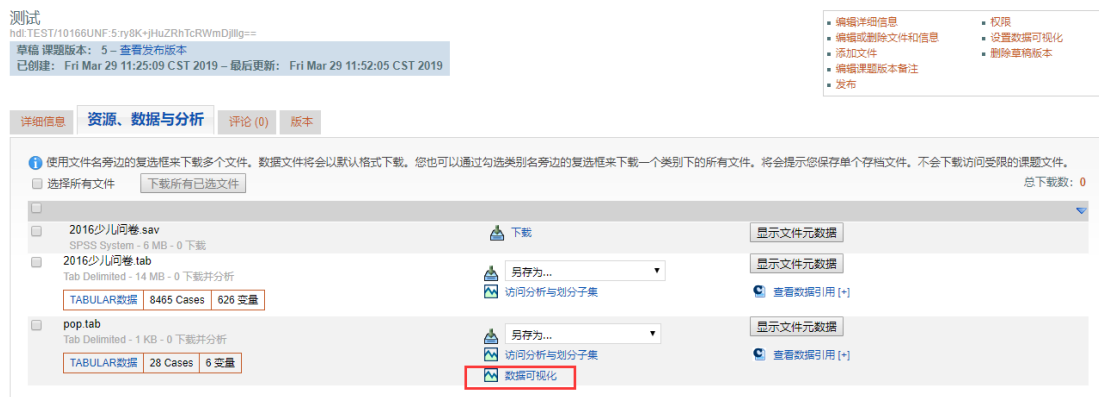 测试
hdl:TEST/10166UNF:5:ry8K+jHuZRhTcRWmDjlllg==
草稿 课题版本： 5 – 查看发布版本
已创建： Fri Mar 29 11:25:09 CST 2019 – 最后更新： Fri Mar 29 11:52:05 CST 2019
编辑详细信息
编辑或删除文件和信息
添加文件
编辑课题版本备注
发布
权限
设置数据可视化
删除草稿版本
详细信息 资源、数据与分析 评论 (0) 版本
使用文件名旁边的复选框来下载多个文件。数据文件将会以默认格式下载。您也可以通过勾选类别名旁边的复选框来下载一个类别下的所有文件。将会提示您保存单个存档文件。不会下载访问受限的课题文件。
选择所有文件 下载所有已选文件 总下载数：0
2016少儿问卷.sav 下载 显示文件元数据
SPSS System - 6 MB - 0 下载
2016少儿问卷.tab 另存为... 显示文件元数据
Tab Delimited - 14 MB - 0 下载并分析
TABULAR数据 8465 Cases 626 变量 访问分析与划分子集 查看数据引用 [+]
pop.tab 另存为... 显示文件元数据
Tab Delimited - 1 KB - 0 下载并分析
TABULAR数据 28 Cases 6 变量 访问分析与划分子集 查看数据引用 [+]
数据可视化